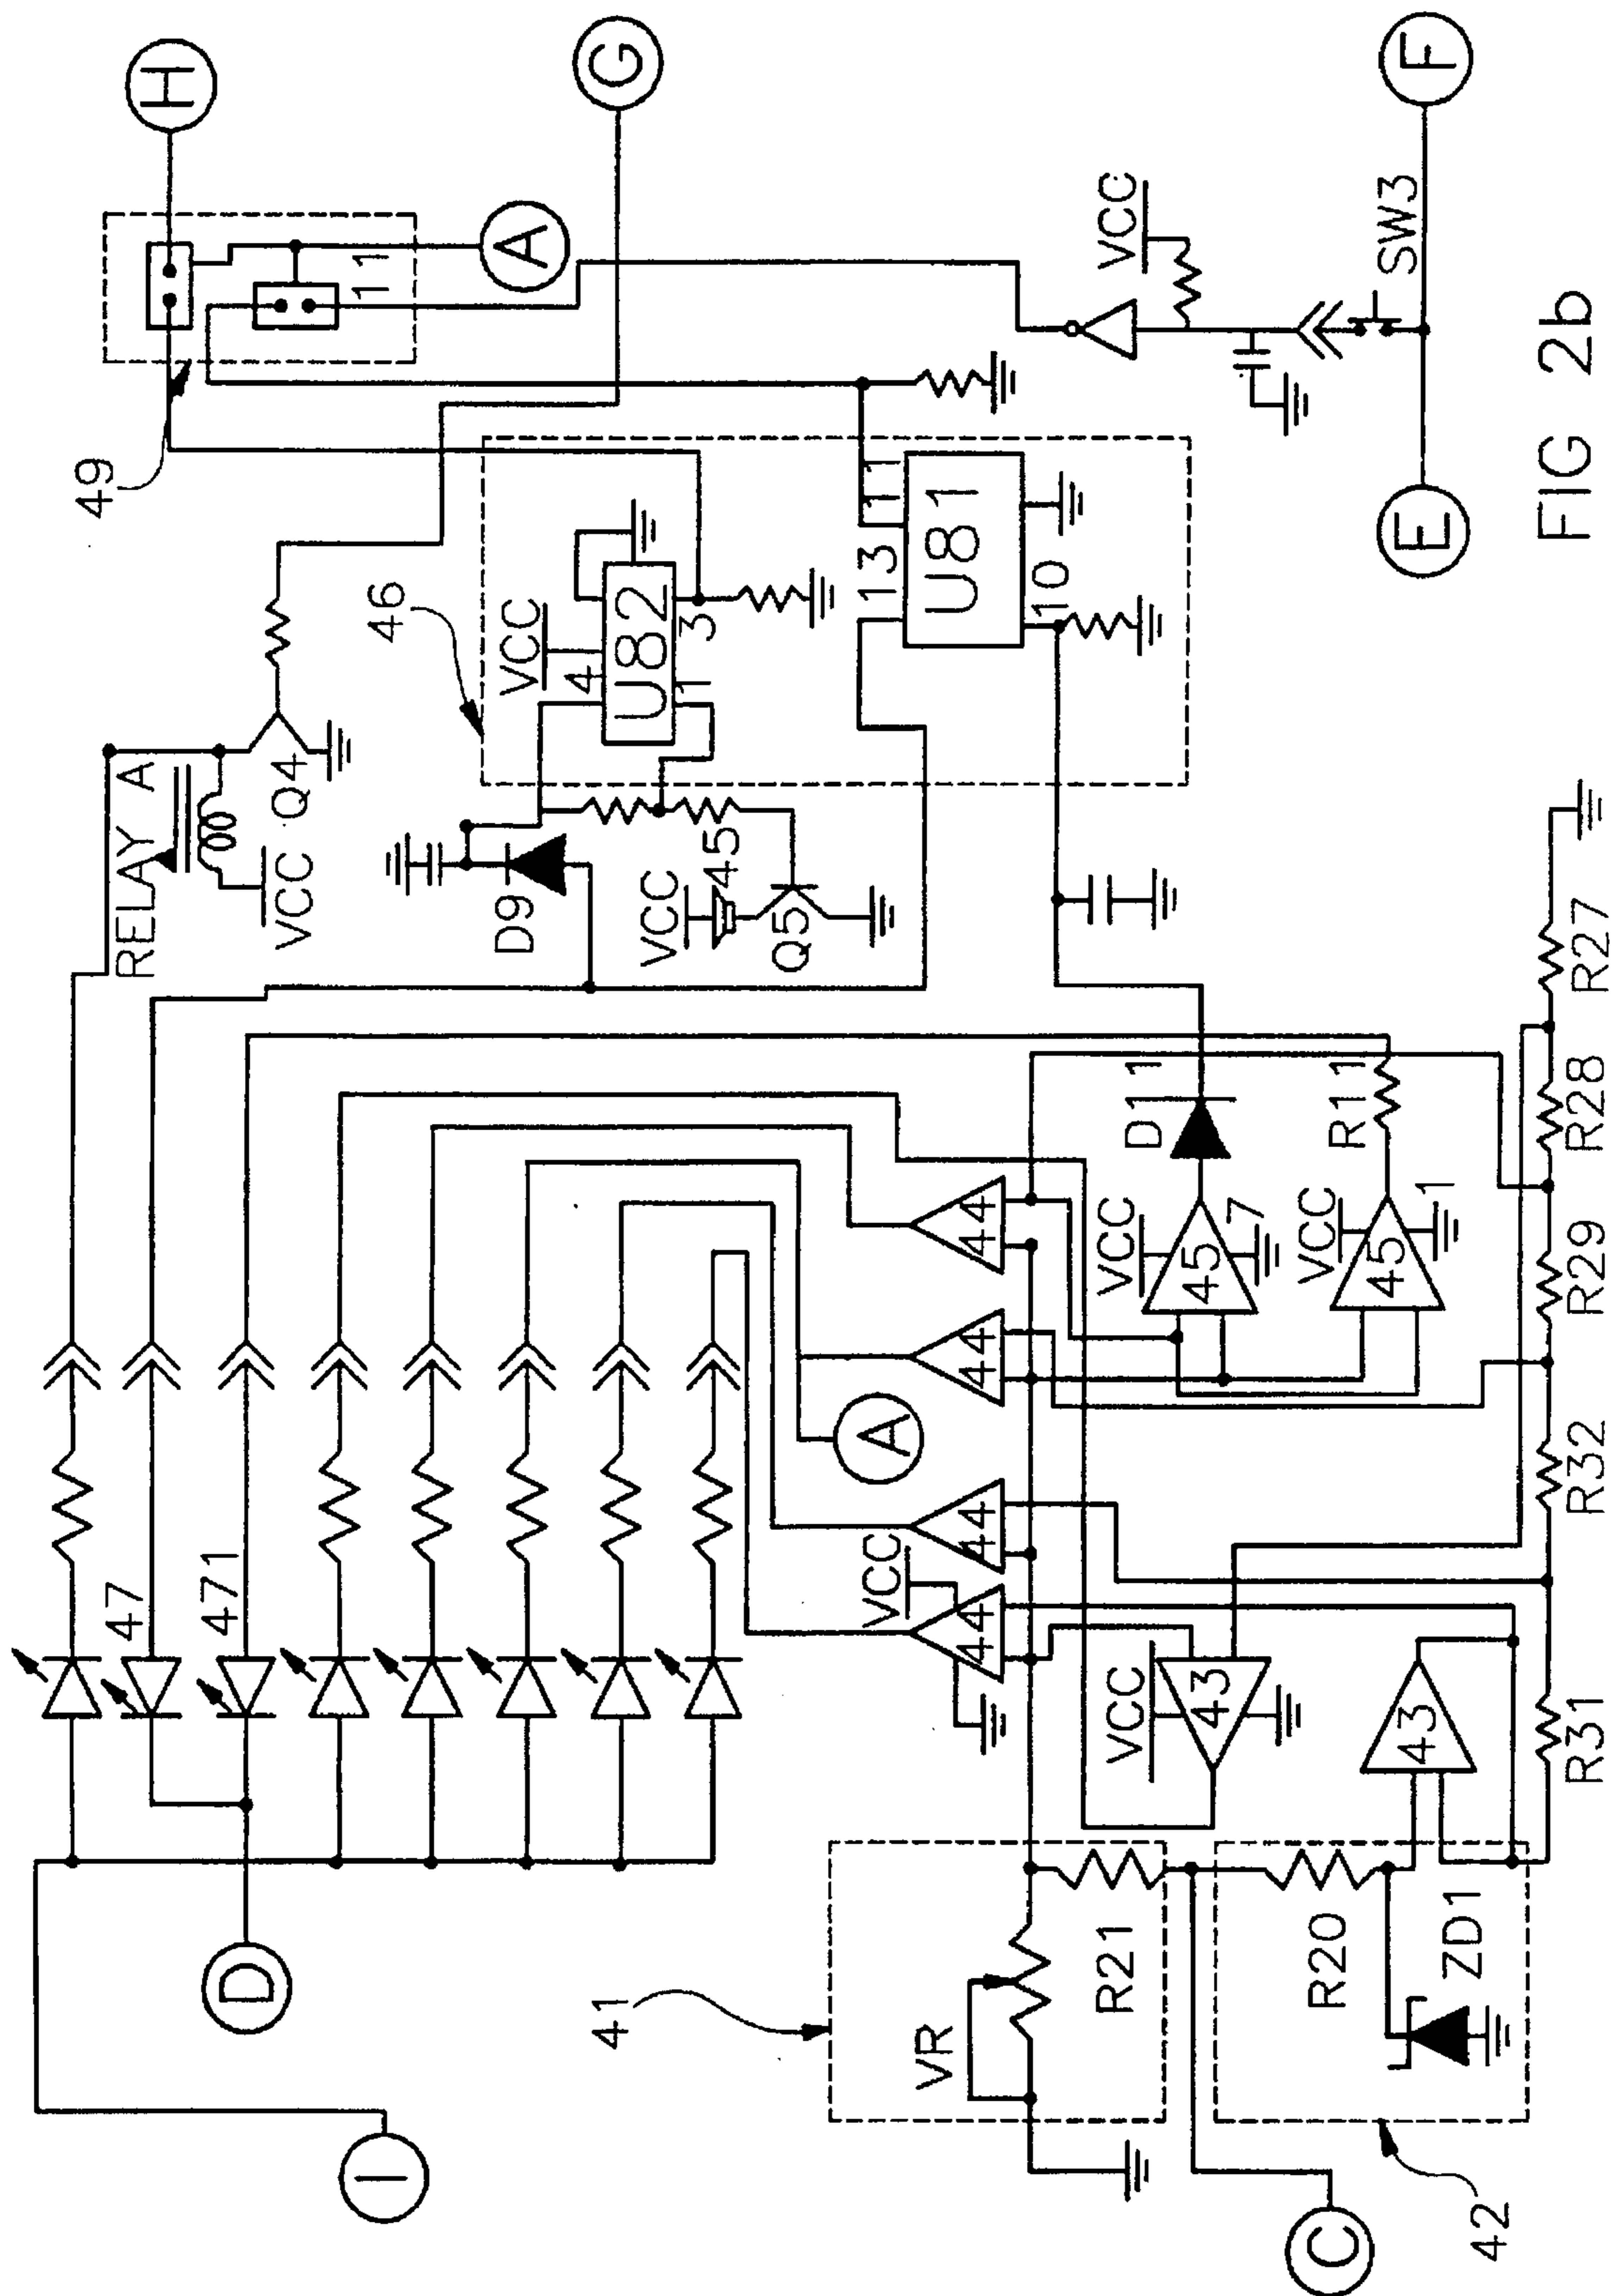 H
G
F
A
49
11
VCC
SW3
E
46
VCC
4
U82
3
1
13
11
U81
10
RELAY A
VCC
Q4
D9
VCC
45
Q5
47
471
D
I
A
44
44
44
44
VCC
VCC
45
7
D11
VCC
45
1
R11
VCC
43
43
41
VR
R21
R20
ZD1
42
C
R31
R32
R29
R28
R27
FIG 2b